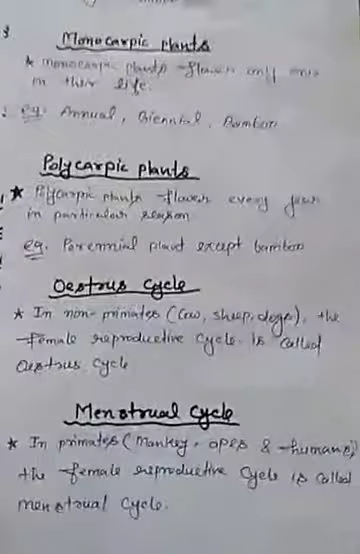 Monocarpic plants
* monocarpic plants flower only once
in their life.
eg. Annual, Biennial, Bamboo
Polycarpic plants
* Polycarpic plants flower every year
in particular season
eg. Perennial plant except bamboo
Oestrus Cycle
* In non-primates (Cow, sheep, dogs), the
female reproductive cycle is called
Oestrus cycle
Menstrual Cycle
* In primates (Monkey, apes & humans)
the female reproductive cycle is called
menstrual cycle.